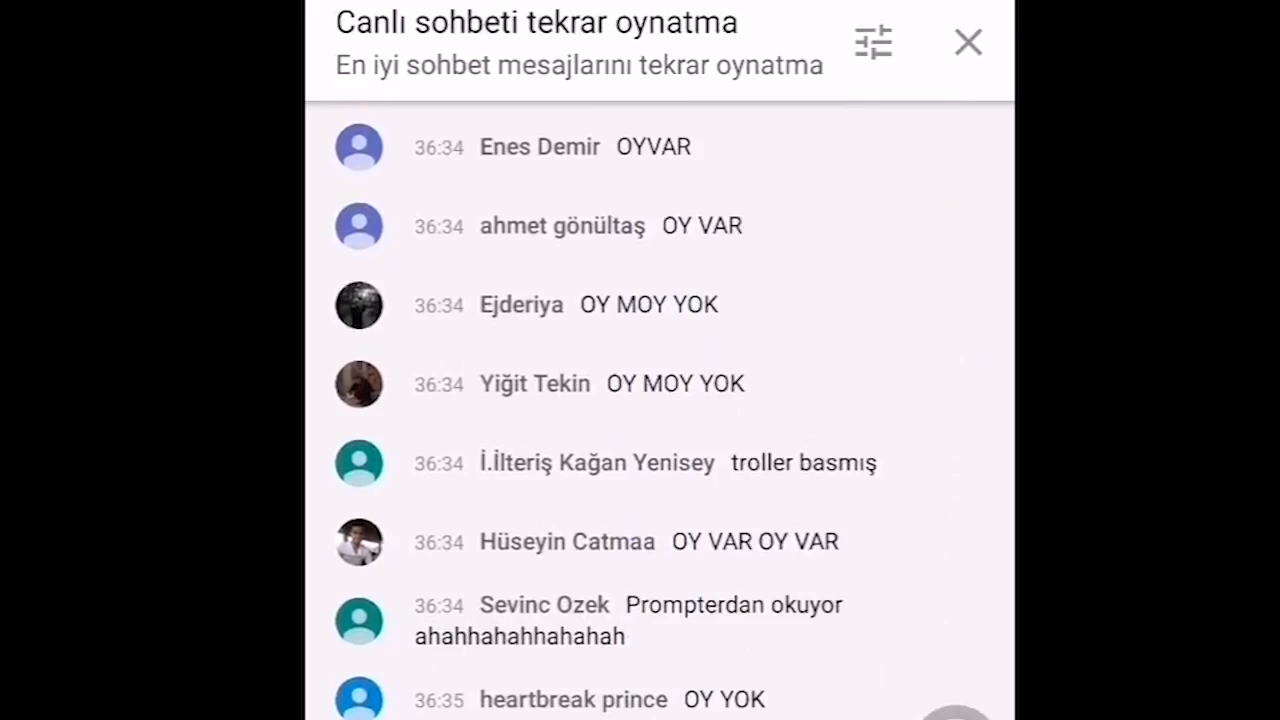 Canlı sohbeti tekrar oynatma
En iyi sohbet mesajlarını tekrar oynatma
36:34 Enes Demir OYVAR
36:34 ahmet gönültaş OY VAR
36:34 Ejderiya OY MOY YOK
36:34 Yiğit Tekin OY MOY YOK
36:34 İ.İlteriş Kağan Yenisey troller basmış
36:34 Hüseyin Catmaa OY VAR OY VAR
36:34 Sevinc Ozek Prompterdan okuyor
ahahhahahhahahah
36:35 heartbreak prince OY YOK